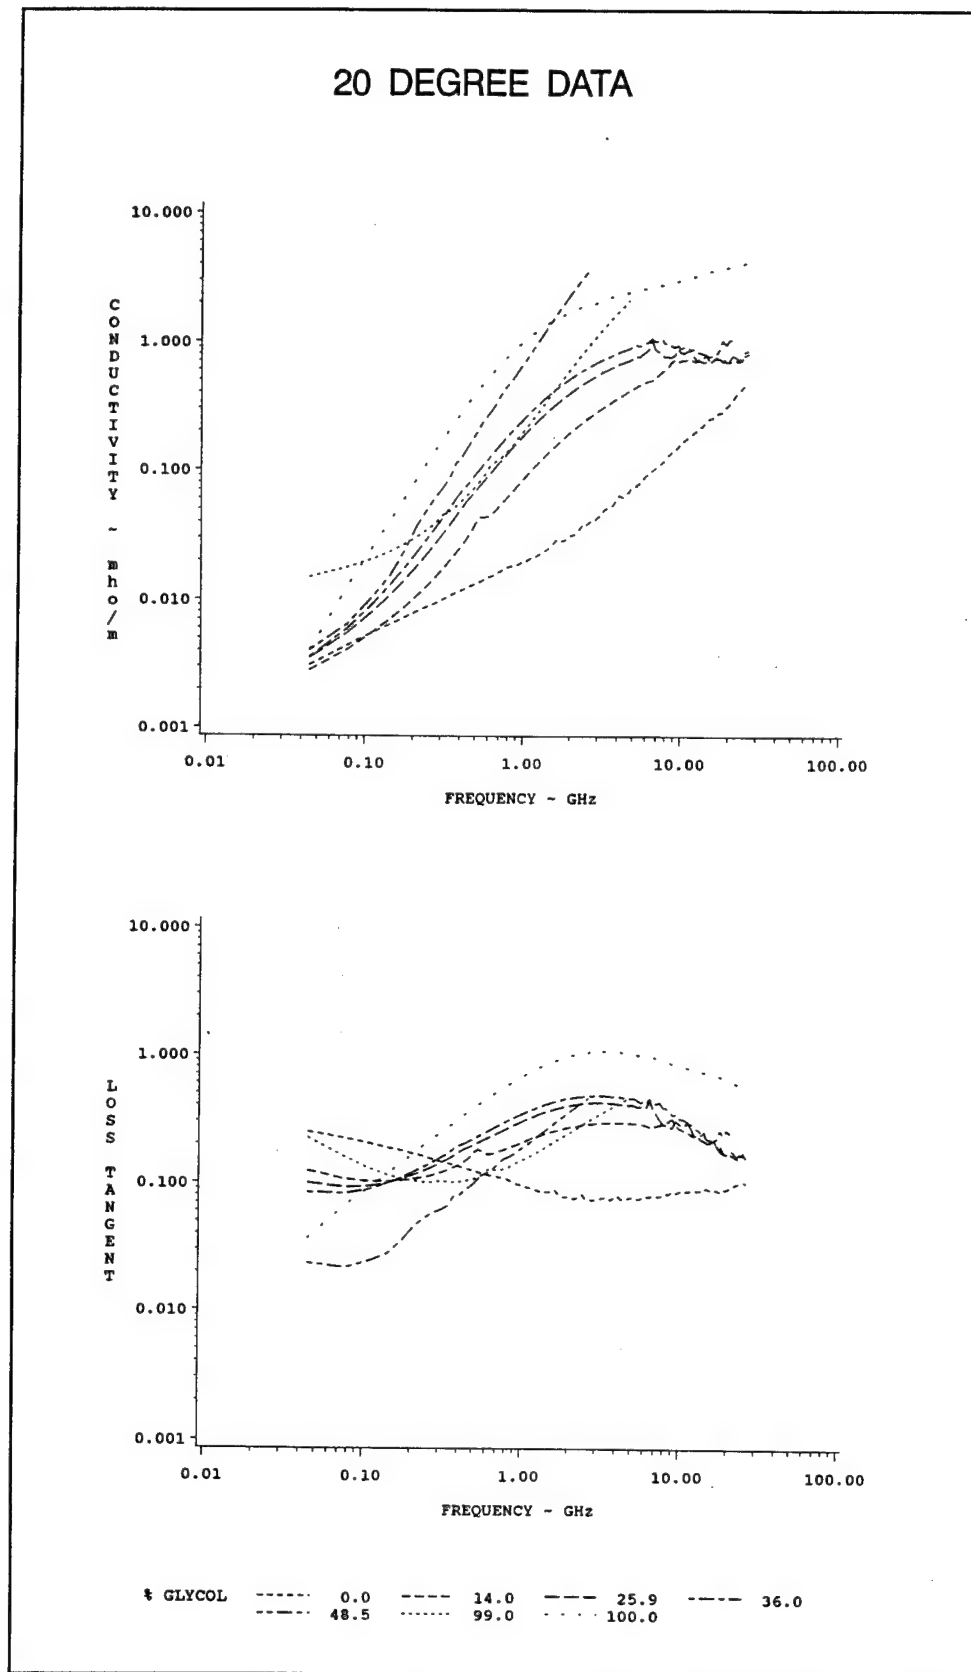 20 DEGREE DATA
10.000
1.000
0.100
0.010
0.001
CONDUCTIVITY ~ mho/m
0.01 0.10 1.00 10.00 100.00
FREQUENCY ~ GHz
10.000
1.000
0.100
0.010
0.001
LOSS TANGENT
0.01 0.10 1.00 10.00 100.00
FREQUENCY ~ GHz
% GLYCOL 0.0 14.0 25.9 36.0
48.5 99.0 100.0